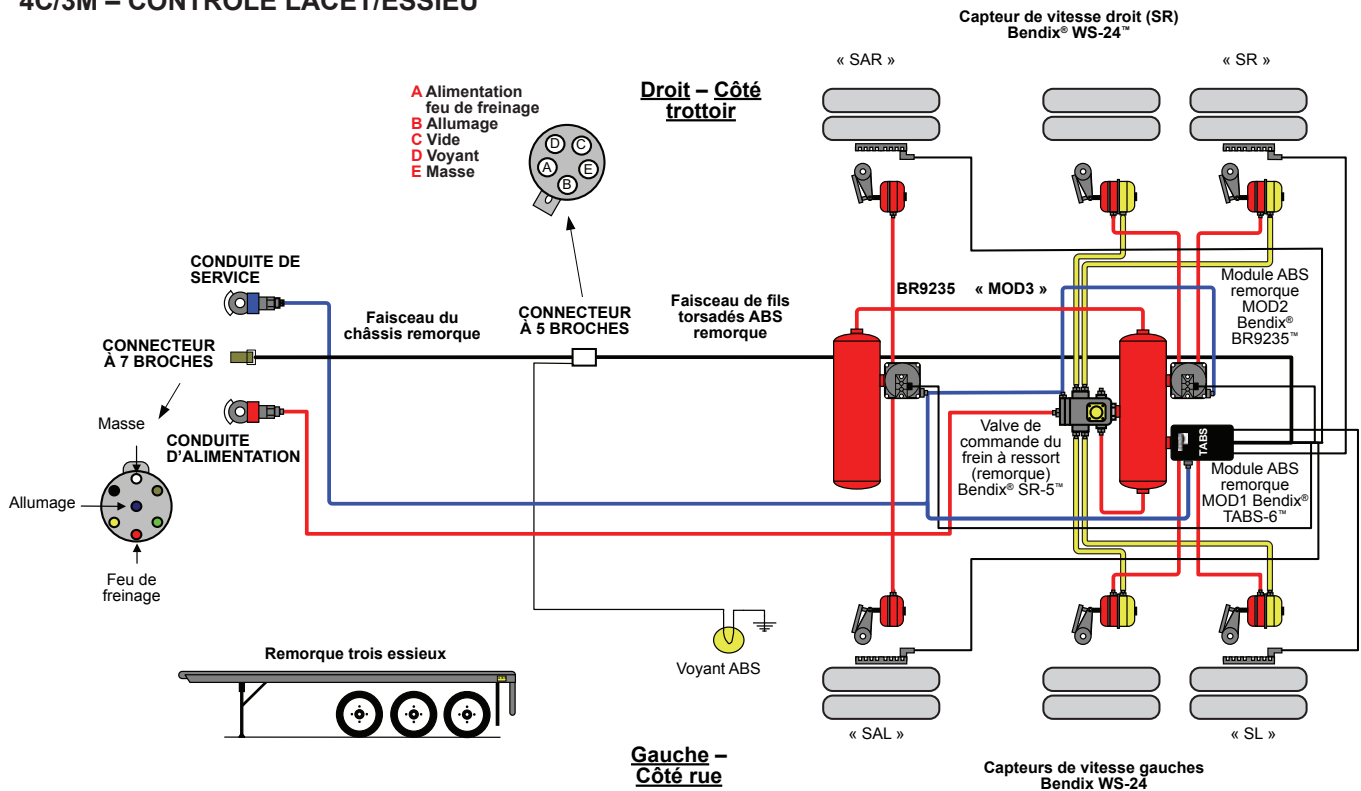 4C/3M – CONTRÔLE LACET/ESSIEU
Capteur de vitesse droit (SR)
Bendix® WS-24™
« SAR »
« SR »
Droit – Côté
trottoir
A Alimentation
feu de freinage
B Allumage
C Vide
D Voyant
E Masse
D
C
A
E
B
CONDUITE DE
SERVICE
Faisceau du
châssis remorque
CONNECTEUR
À 5 BROCHES
Faisceau de fils
torsadés ABS
remorque
BR9235 « MOD3 »
Module ABS
remorque
MOD2
Bendix®
BR9235™
CONNECTEUR
À 7 BROCHES
CONDUITE
D'ALIMENTATION
Masse
Allumage
Feu de
freinage
Valve de
commande du
frein à ressort
(remorque)
Bendix® SR-5™
TABS
Module ABS
remorque
MOD1 Bendix®
TABS-6™
Voyant ABS
Remorque trois essieux
« SAL »
« SL »
Gauche –
Côté rue
Capteurs de vitesse gauches
Bendix WS-24